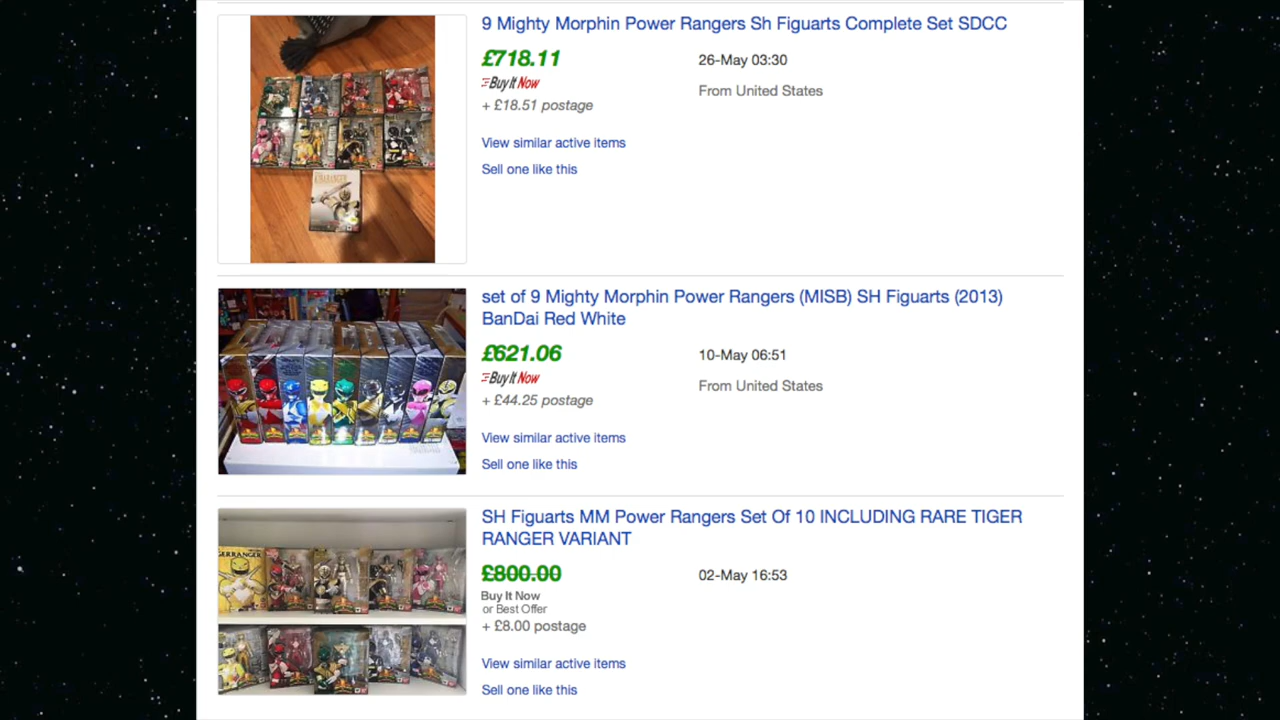 9 Mighty Morphin Power Rangers Sh Figuarts Complete Set SDCC
£718.11
26-May 03:30
Buy It Now
From United States
+ £18.51 postage
View similar active items
Sell one like this
set of 9 Mighty Morphin Power Rangers (MISB) SH Figuarts (2013)
BanDai Red White
£621.06
10-May 06:51
Buy It Now
From United States
+ £44.25 postage
View similar active items
Sell one like this
SH Figuarts MM Power Rangers Set Of 10 INCLUDING RARE TIGER
RANGER VARIANT
£800.00
02-May 16:53
Buy It Now
or Best Offer
+ £8.00 postage
View similar active items
Sell one like this